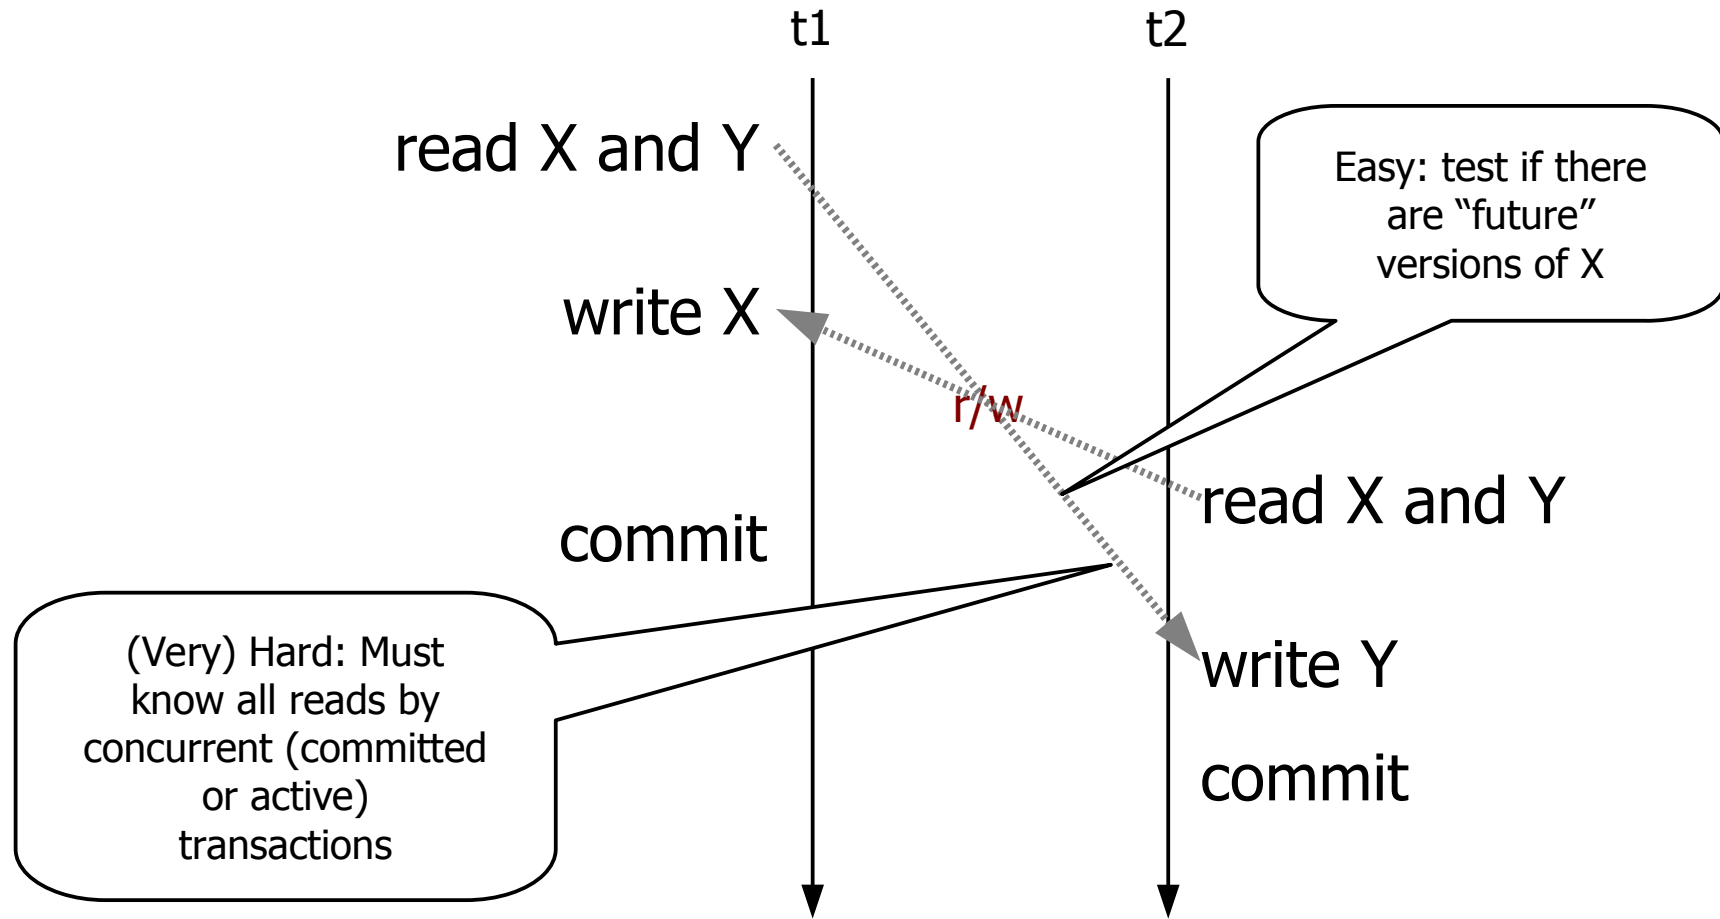 t1
t2
read X and Y
Easy: test if there
are “future”
versions of X
write X
r/w
read X and Y
commit
(Very) Hard: Must
know all reads by
concurrent (committed
or active)
transactions
write Y
commit